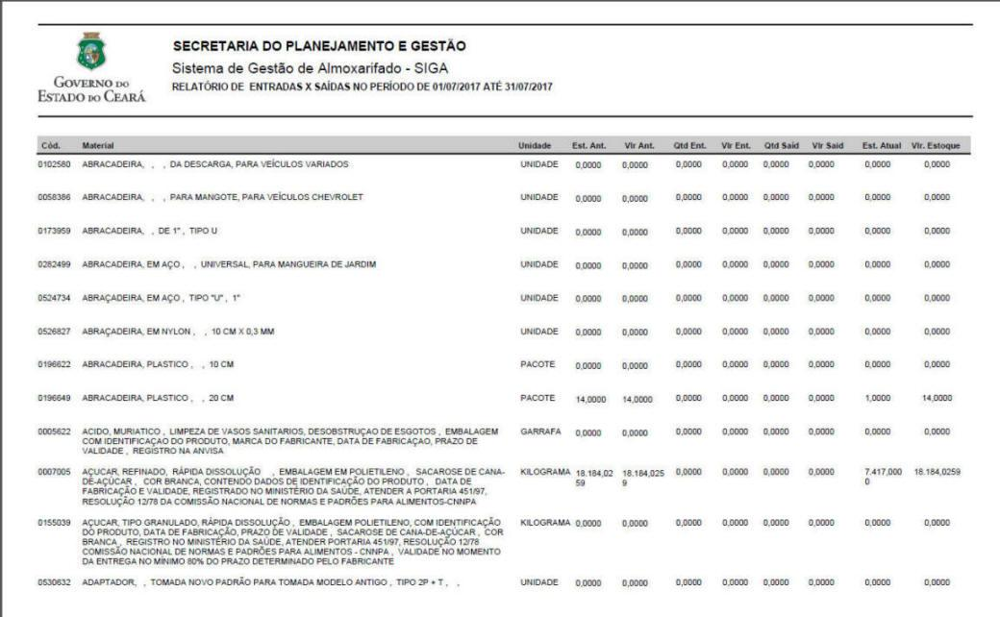 SECRETARIA DO PLANEJAMENTO E GESTÃO
Sistema de Gestão de Almoxarifado - SIGA
RELATÓRIO DE ENTRADAS X SAÍDAS NO PERÍODO DE 01/07/2017 ATÉ 31/07/2017
GOVERNO DO
ESTADO DO CEARÁ
Cód. Material Unidade Est. Ant. Vlr Ant. Qtd Ent. Vlr Ent. Qtd Said Vlr Said Est. Atual Vlr. Estoque
0102580 ABRACADEIRA, , , DA DESCARGA, PARA VEÍCULOS VARIADOS UNIDADE 0,0000 0,0000 0,0000 0,0000 0,0000 0,0000 0,0000 0,0000
0058386 ABRACADEIRA, , , PARA MANGOTE, PARA VEÍCULOS CHEVROLET UNIDADE 0,0000 0,0000 0,0000 0,0000 0,0000 0,0000 0,0000 0,0000
0173959 ABRACADEIRA, , DE 1" , TIPO U UNIDADE 0,0000 0,0000 0,0000 0,0000 0,0000 0,0000 0,0000 0,0000
0282499 ABRACADEIRA, EM AÇO , , UNIVERSAL, PARA MANGUEIRA DE JARDIM UNIDADE 0,0000 0,0000 0,0000 0,0000 0,0000 0,0000 0,0000 0,0000
0524734 ABRAÇADEIRA, EM AÇO , TIPO "U" , 1" UNIDADE 0,0000 0,0000 0,0000 0,0000 0,0000 0,0000 0,0000 0,0000
0526827 ABRAÇADEIRA, EM NYLON , , 10 CM X 0,3 MM UNIDADE 0,0000 0,0000 0,0000 0,0000 0,0000 0,0000 0,0000 0,0000
0196622 ABRACADEIRA, PLASTICO , , 10 CM PACOTE 0,0000 0,0000 0,0000 0,0000 0,0000 0,0000 0,0000 0,0000
0196649 ABRACADEIRA, PLASTICO , , 20 CM PACOTE 14,0000 14,0000 0,0000 0,0000 0,0000 0,0000 1,0000 14,0000
0005622 ACIDO, MURIATICO , LIMPEZA DE VASOS SANITARIOS, DESOBSTRUÇAO DE ESGOTOS , EMBALAGEM GARRAFA 0,0000 0,0000 0,0000 0,0000 0,0000 0,0000 0,0000 0,0000
COM IDENTIFICAÇAO DO PRODUTO, MARCA DO FABRICANTE, DATA DE FABRICAÇAO, PRAZO DE
VALIDADE , REGISTRO NA ANVISA
0007005 AÇUCAR, REFINADO, RÁPIDA DISSOLUÇÃO , EMBALAGEM EM POLIETILENO , SACAROSE DE CANA- KILOGRAMA 18.184,02 18.184,025 0,0000 0,0000 0,0000 0,0000 7.417,000 18.184,0259
DE-AÇÚCAR , COR BRANCA, CONTENDO DADOS DE IDENTIFICAÇÃO DO PRODUTO , DATA DE 59 9 0
FABRICAÇÃO E VALIDADE, REGISTRADO NO MINISTÉRIO DA SAÚDE, ATENDER A PORTARIA 451/97,
RESOLUÇÃO 12/78 DA COMISSÃO NACIONAL DE NORMAS E PADRÕES PARA ALIMENTOS-CNNPA
0155039 AÇUCAR, TIPO GRANULADO, RÁPIDA DISSOLUÇÃO , EMBALAGEM POLIETILENO, COM IDENTIFICAÇÃO KILOGRAMA 0,0000 0,0000 0,0000 0,0000 0,0000 0,0000 0,0000 0,0000
DO PRODUTO, DATA DE FABRICAÇÃO, PRAZO DE VALIDADE , SACAROSE DE CANA-DE-AÇÚCAR , COR
BRANCA , REGISTRO NO MINISTÉRIO DA SAÚDE, ATENDER PORTARIA 451/97, RESOLUÇÃO 12/78
COMISSÃO NACIONAL DE NORMAS E PADRÕES PARA ALIMENTOS - CNNPA , VALIDADE NO MOMENTO
DA ENTREGA NO MÍNIMO 80% DO PRAZO DETERMINADO PELO FABRICANTE
0530632 ADAPTADOR, , TOMADA NOVO PADRÃO PARA TOMADA MODELO ANTIGO , TIPO 2P + T , , UNIDADE 0,0000 0,0000 0,0000 0,0000 0,0000 0,0000 0,0000 0,0000